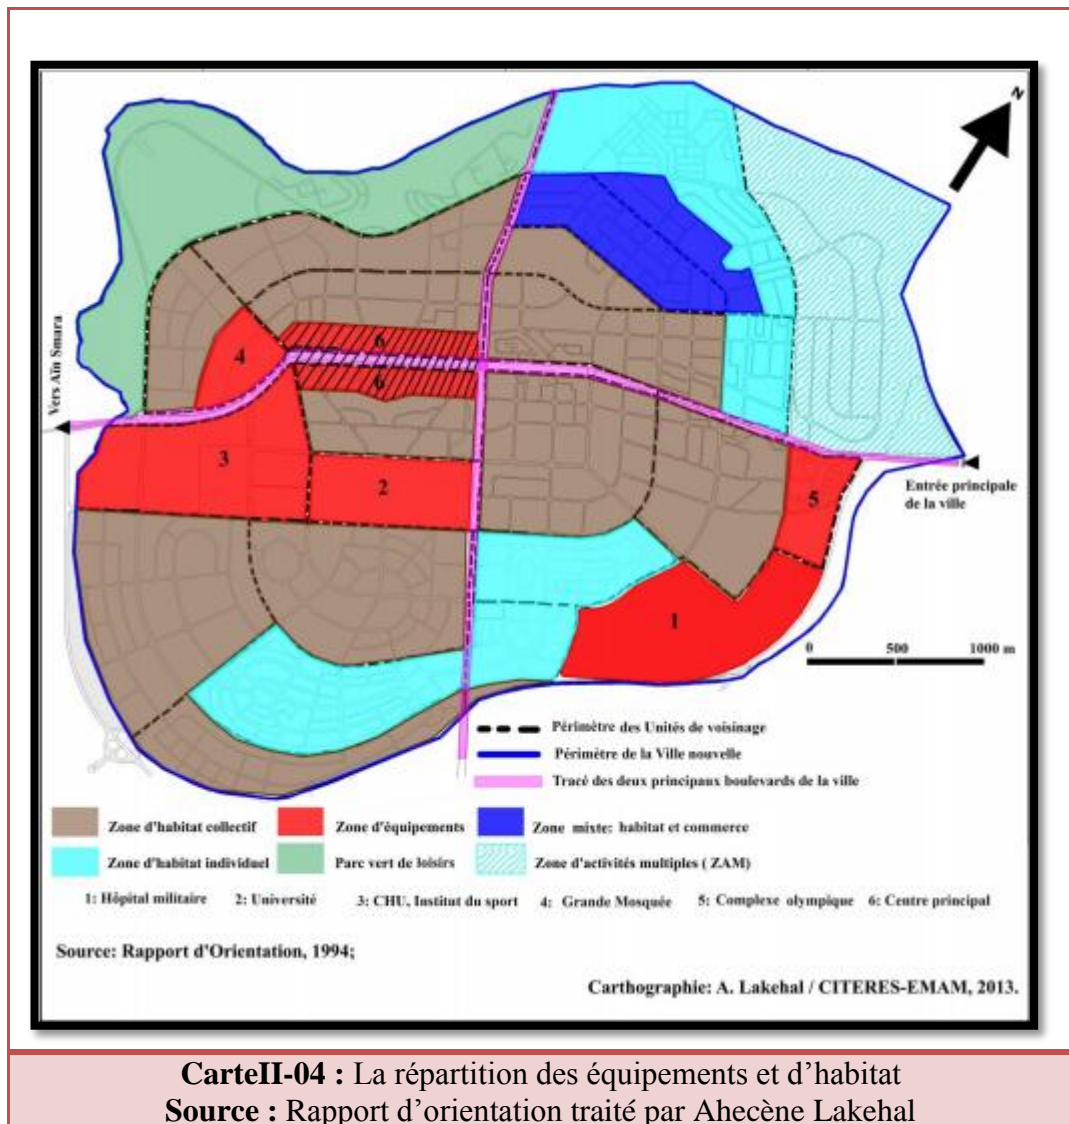 N
Vers Aïn Smara
4
6
6
3
2
5
Entrée principale
de la ville
1
0 500 1000 m
Périmètre des Unités de voisinage
Périmètre de la Ville nouvelle
Tracé des deux principaux boulevards de la ville
Zone d'habitat collectif Zone d'équipements Zone mixte: habitat et commerce
Zone d'habitat individuel Parc vert de loisirs Zone d'activités multiples ( ZAM)
1: Hôpital militaire 2: Université 3: CHU, Institut du sport 4: Grande Mosquée 5: Complexe olympique 6: Centre principal
Source: Rapport d'Orientation, 1994;
Carthographie: A. Lakehal / CITERES-EMAM, 2013.
CarteII-04 : La répartition des équipements et d’habitat
Source : Rapport d’orientation traité par Ahecène Lakehal